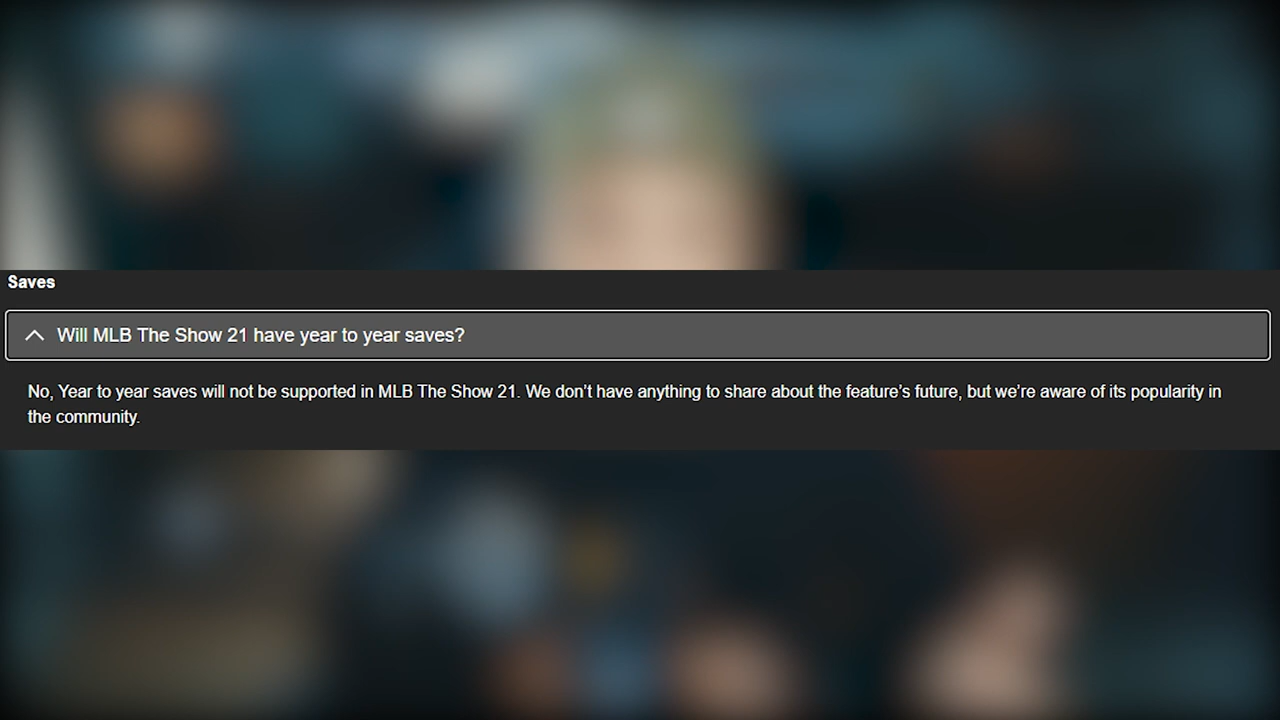 Saves
Will MLB The Show 21 have year to year saves?
No, Year to year saves will not be supported in MLB The Show 21. We don’t have anything to share about the feature’s future, but we’re aware of its popularity in
the community.